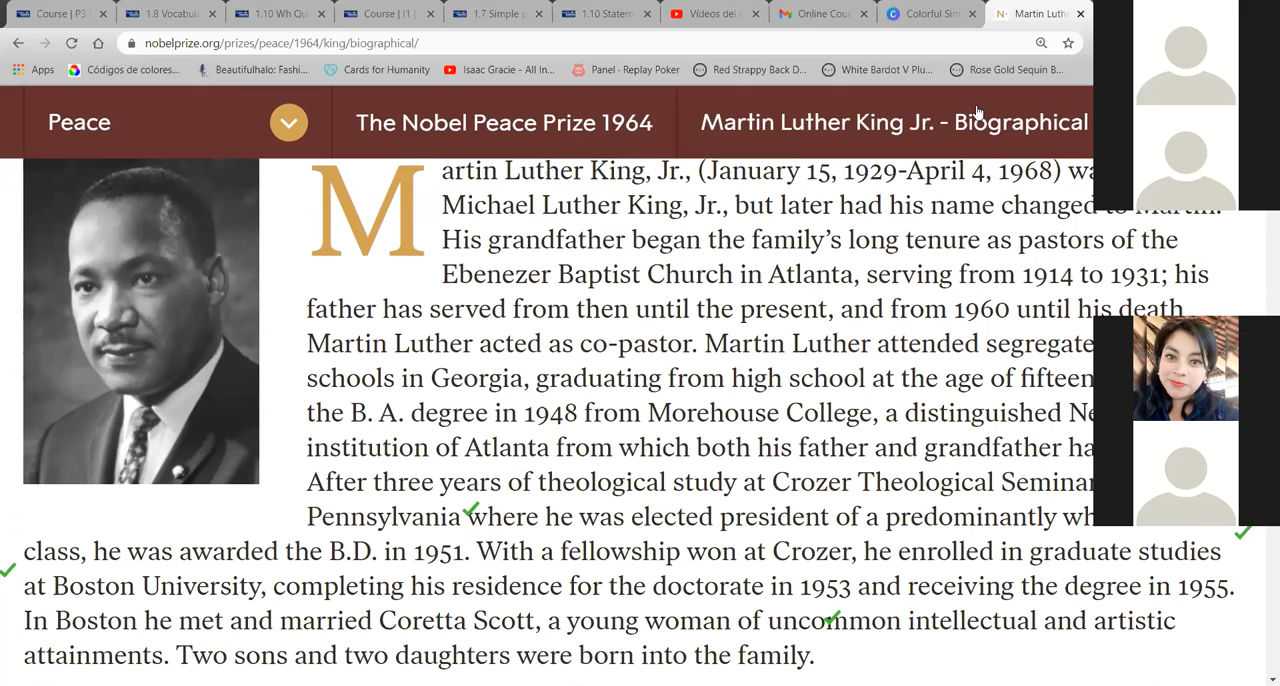 Course | P3
1.8 Vocabul
1.10 Wh Qu
Course | I1 |
1.7 Simple p
1.10 Statem
Vídeos del c
Online Cour
Colorful Sim
Martin Luth
nobelprize.org/prizes/peace/1964/king/biographical/
Apps
Códigos de colores...
Beautifulhalo: Fashi...
Cards for Humanity
Isaac Gracie - All In...
Panel · Replay Poker
Red Strappy Back D...
White Bardot V Plu...
Rose Gold Sequin B...
Peace
The Nobel Peace Prize 1964
Martin Luther King Jr. - Biographical
Martin Luther King, Jr., (January 15, 1929-April 4, 1968)
Michael Luther King, Jr., but later had his name changed to Martin.
His grandfather began the family's long tenure as pastors of the
Ebenezer Baptist Church in Atlanta, serving from 1914 to 1931; his
father has served from then until the present, and from 1960 until his death
Martin Luther acted as co-pastor. Martin Luther attended segregate
schools in Georgia, graduating from high school at the age of fifteen
the B. A. degree in 1948 from Morehouse College, a distinguished
institution of Atlanta from which both his father and grandfather
After three years of theological study at Crozer Theological Seminar
Pennsylvania where he was elected president of a predominantly
class, he was awarded the B.D. in 1951. With a fellowship won at Crozer, he enrolled in graduate studies
at Boston University, completing his residence for the doctorate in 1953 and receiving the degree in 1955.
In Boston he met and married Coretta Scott, a young woman of uncommon intellectual and artistic
attainments. Two sons and two daughters were born into the family.